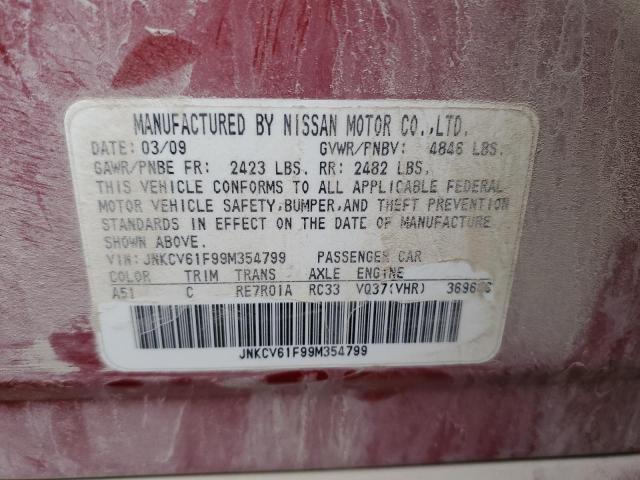 MANUFACTURED BY NISSAN MOTOR CO.,LTD.
DATE: 03/09 GVWR/PNBV: 4846 LBS.
GAWR/PNBE FR: 2423 LBS. RR: 2482 LBS.
THIS VEHICLE CONFORMS TO ALL APPLICABLE FEDERAL
MOTOR VEHICLE SAFETY,BUMPER,AND THEFT PREVENTION
STANDARDS IN EFFECT ON THE DATE OF MANUFACTURE
SHOWN ABOVE.
VIN: JNKCV61F99M354799 PASSENGER CAR
COLOR TRIM TRANS AXLE ENGINE
A51 C RE7R01A RC33 VQ37(VHR)
JNKCV61F99M354799